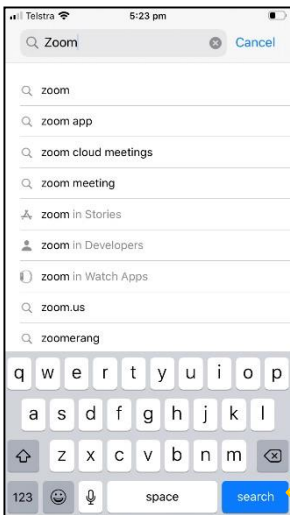 Telstra 5:23 pm
Zoom Cancel
zoom
zoom app
zoom cloud meetings
zoom meeting
zoom in Stories
zoom in Developers
zoom in Watch Apps
zoom.us
zoomerang
q w e r t y u i o p
a s d f g h j k l
z x c v b n m
123 space search